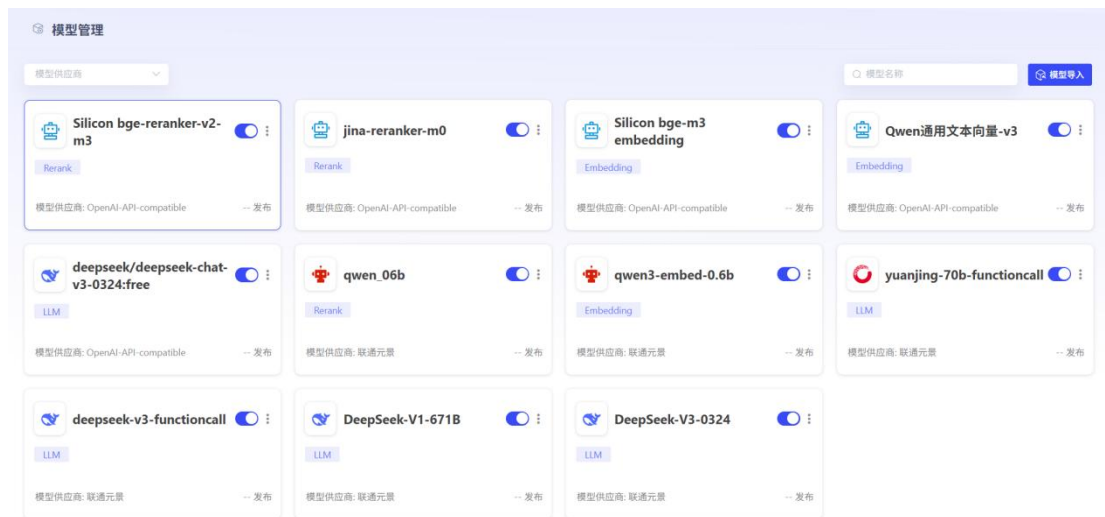 模型管理
模型供应商
模型名称
模型导入
Silicon bge-reranker-v2-
m3
Rerank
模型供应商: OpenAI-API-compatible
-- 发布
jina-reranker-m0
Rerank
模型供应商: OpenAI-API-compatible
-- 发布
Silicon bge-m3
embedding
Embedding
模型供应商: OpenAI-API-compatible
-- 发布
Qwen通用文本向量-v3
Embedding
模型供应商: OpenAI-API-compatible
-- 发布
deepseek/deepseek-chat-
v3-0324:free
LLM
模型供应商: OpenAI-API-compatible
-- 发布
qwen_06b
Rerank
模型供应商: 联通元景
-- 发布
qwen3-embed-0.6b
Embedding
模型供应商: 联通元景
-- 发布
yuanjing-70b-functioncall
LLM
模型供应商: 联通元景
-- 发布
deepseek-v3-functioncall
LLM
模型供应商: 联通元景
-- 发布
DeepSeek-V1-671B
LLM
模型供应商: 联通元景
-- 发布
DeepSeek-V3-0324
LLM
模型供应商: 联通元景
-- 发布